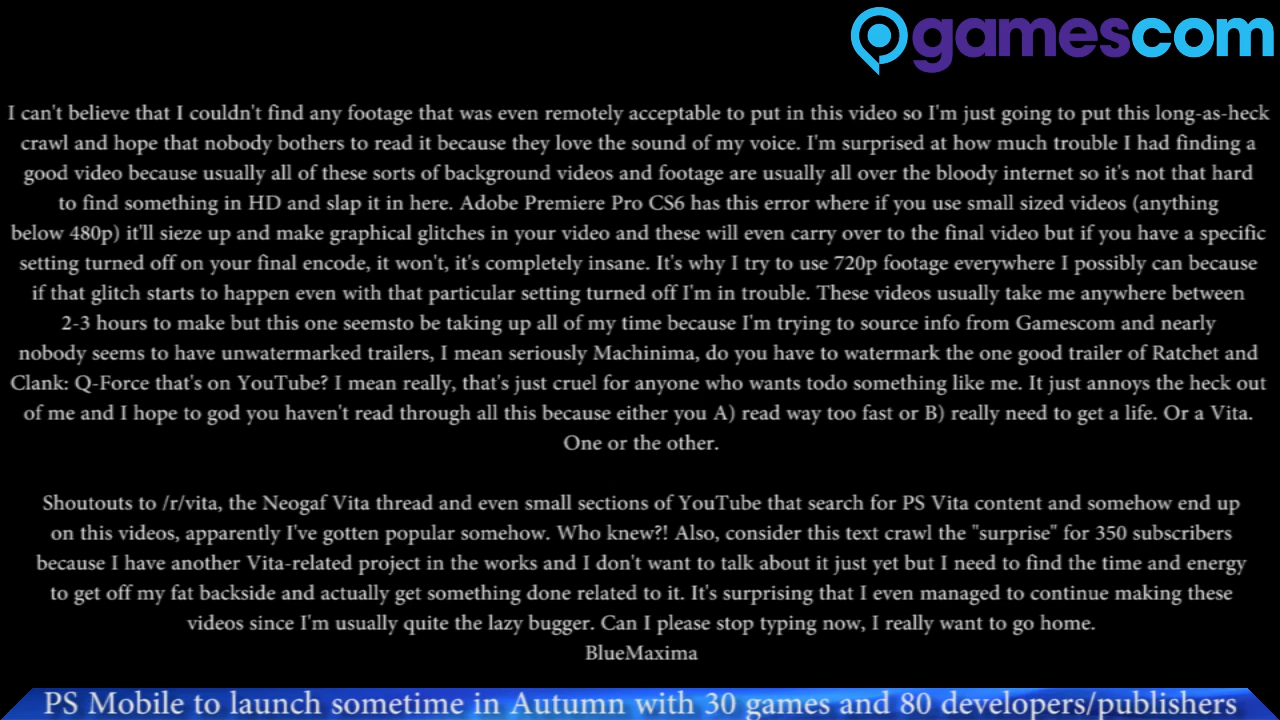 gamescom
I can't believe that I couldn't find any footage that was even remotely acceptable to put in this video so I'm just going to put this long-as-heck
crawl and hope that nobody bothers to read it because they love the sound of my voice. I'm surprised at how much trouble I had finding a
good video because usually all of these sorts of background videos and footage are usually all over the bloody internet so it's not that hard
to find something in HD and slap it in here. Adobe Premiere Pro CS6 has this error where if you use small sized videos (anything
below 480p) it'll sieze up and make graphical glitches in your video and these will even carry over to the final video but if you have a specific
setting turned off on your final encode, it won't, it's completely insane. It's why I try to use 720p footage everywhere I possibly can because
if that glitch starts to happen even with that particular setting turned off I'm in trouble. These videos usually take me anywhere between
2-3 hours to make but this one seemsto be taking up all of my time because I'm trying to source info from Gamescom and nearly
nobody seems to have unwatermarked trailers, I mean seriously Machinima, do you have to watermark the one good trailer of Ratchet and
Clank: Q-Force that's on YouTube? I mean really, that's just cruel for anyone who wants todo something like me. It just annoys the heck out
of me and I hope to god you haven't read through all this because either you A) read way too fast or B) really need to get a life. Or a Vita.
One or the other.
Shoutouts to /r/vita, the Neogaf Vita thread and even small sections of YouTube that search for PS Vita content and somehow end up
on this videos, apparently I've gotten popular somehow. Who knew?! Also, consider this text crawl the "surprise" for 350 subscribers
because I have another Vita-related project in the works and I don't want to talk about it just yet but I need to find the time and energy
to get off my fat backside and actually get something done related to it. It's surprising that I even managed to continue making these
videos since I'm usually quite the lazy bugger. Can I please stop typing now, I really want to go home.
BlueMaxima
PS Mobile to launch sometime in Autumn with 30 games and 80 developers/publishers